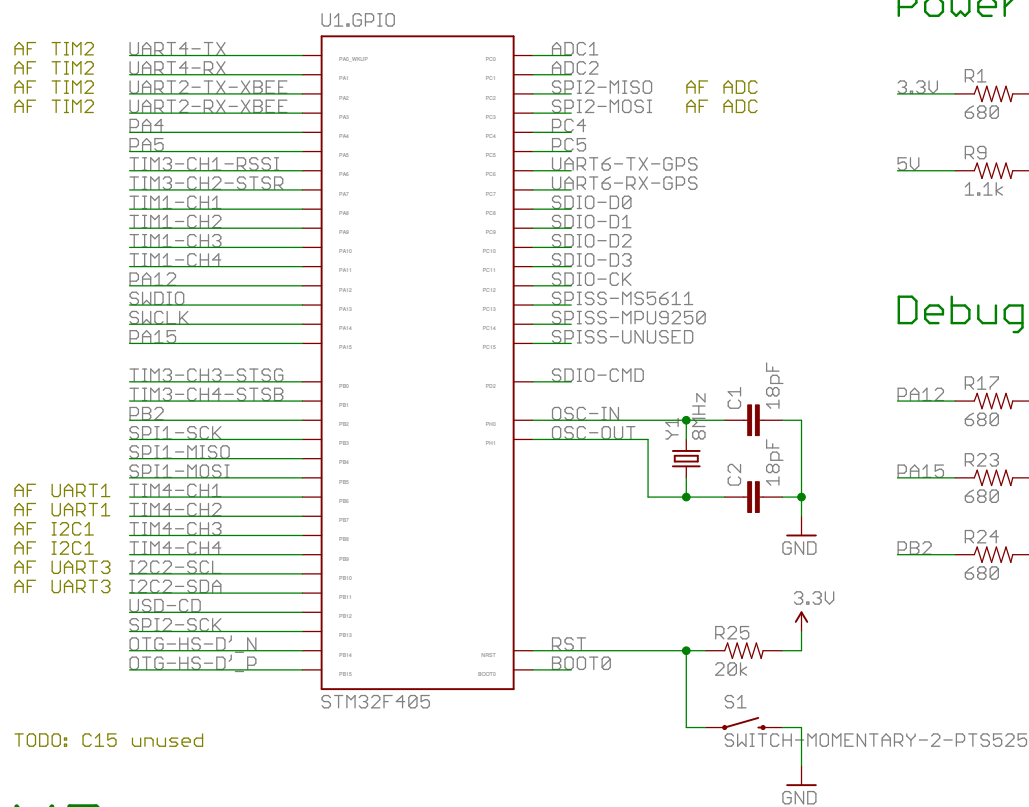 U1.GPIO
Power
AF TIM2 UART4-TX PA0_WKUP PC0 ADC1
AF TIM2 UART4-RX PA1 PC1 ADC2
AF TIM2 UART2-TX-XBEE PA2 PC2 SPI2-MISO AF ADC
AF TIM2 UART2-RX-XBEE PA3 PC3 SPI2-MOSI AF ADC
PA4 PA4 PC4 PC4
PA5 PA5 PC5 PC5
TIM3-CH1-RSSI PA6 PC6 UART6-TX-GPS
TIM3-CH2-STSR PA7 PC7 UART6-RX-GPS
TIM1-CH1 PA8 PC8 SDIO-D0
TIM1-CH2 PA9 PC9 SDIO-D1
TIM1-CH3 PA10 PC10 SDIO-D2
TIM1-CH4 PA11 PC11 SDIO-D3
PA12 PA12 PC12 SDIO-CK
SWDIO PA13 PC13 SPISS-MS5611
SWCLK PA14 PC14 SPISS-MPU9250
PA15 PA15 PC15 SPISS-UNUSED
TIM3-CH3-STSG PB0 PD2 SDIO-CMD
TIM3-CH4-STSB PB1
PB2 PB2 PH0 OSC-IN
SPI1-SCK PB3 PH1 OSC-OUT
SPI1-MISO PB4
SPI1-MOSI PB5
AF UART1 TIM4-CH1 PB6
AF UART1 TIM4-CH2 PB7
AF I2C1 TIM4-CH3 PB8
AF I2C1 TIM4-CH4 PB9
AF UART3 I2C2-SCL PB10
AF UART3 I2C2-SDA PB11
USD-CD PB12
SPI2-SCK PB13
OTG-HS-D'_N PB14 NRST RST
OTG-HS-D'_P PB15 BOOT0 BOOT0
STM32F405
TODO: C15 unused
3.3V R1
680
5V R9
1.1k
Debug
Y1
8MHz
C1
18pF
C2
18pF
GND
PA12 R17
680
PA15 R23
680
PB2 R24
680
3.3V
R25
20k
S1
SWITCH-MOMENTARY-2-PTS525
GND